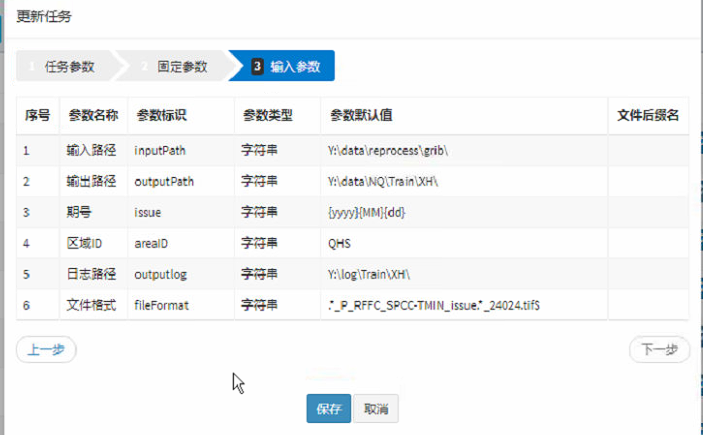 更新任务
1 任务参数 2 固定参数 3 输入参数
序号 参数名称 参数标识 参数类型 参数默认值 文件后缀名
1 输入路径 inputPath 字符串 Y:\data\reprocess\grib\
2 输出路径 outputPath 字符串 Y:\data\NQ\Train\XH\
3 期号 issue 字符串 {yyyy}{MM}{dd}
4 区域ID areaID 字符串 QHS
5 日志路径 outputlog 字符串 Y:\log\Train\XH\
6 文件格式 fileFormat 字符串 .*_P_RFFC_SPCC-TMIN_issue.*_24024.tif$
上一步 下一步
保存 取消